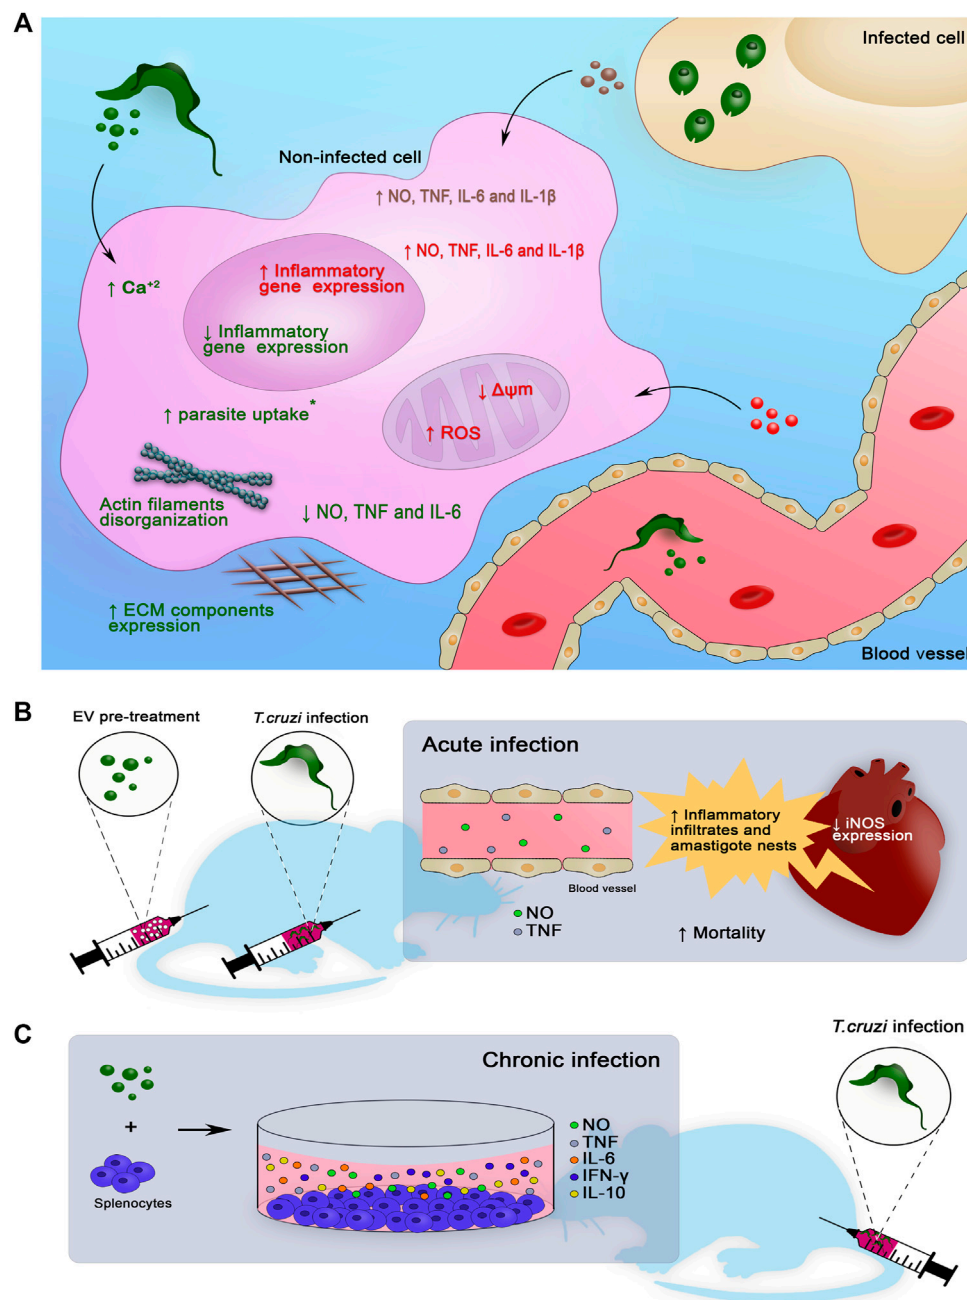 A
Infected cell
Non-infected cell
↑ NO, TNF, IL-6 and IL-1β
↑ NO, TNF, IL-6 and IL-1β
↑ Inflammatory
gene expression
↑ Ca⁺²
↓ Inflammatory
gene expression
↓ Δψm
↑ parasite uptake*
↑ ROS
Actin filaments
disorganization
↓ NO, TNF and IL-6
↑ ECM components
expression
Blood vessel
B
EV pre-treatment
T.cruzi infection
Acute infection
↑ Inflammatory
infiltrates and
amastigote nests
↓ iNOS
expression
Blood vessel
NO
TNF
↑ Mortality
C
T.cruzi infection
Chronic infection
+
Splenocytes
NO
TNF
IL-6
IFN-γ
IL-10